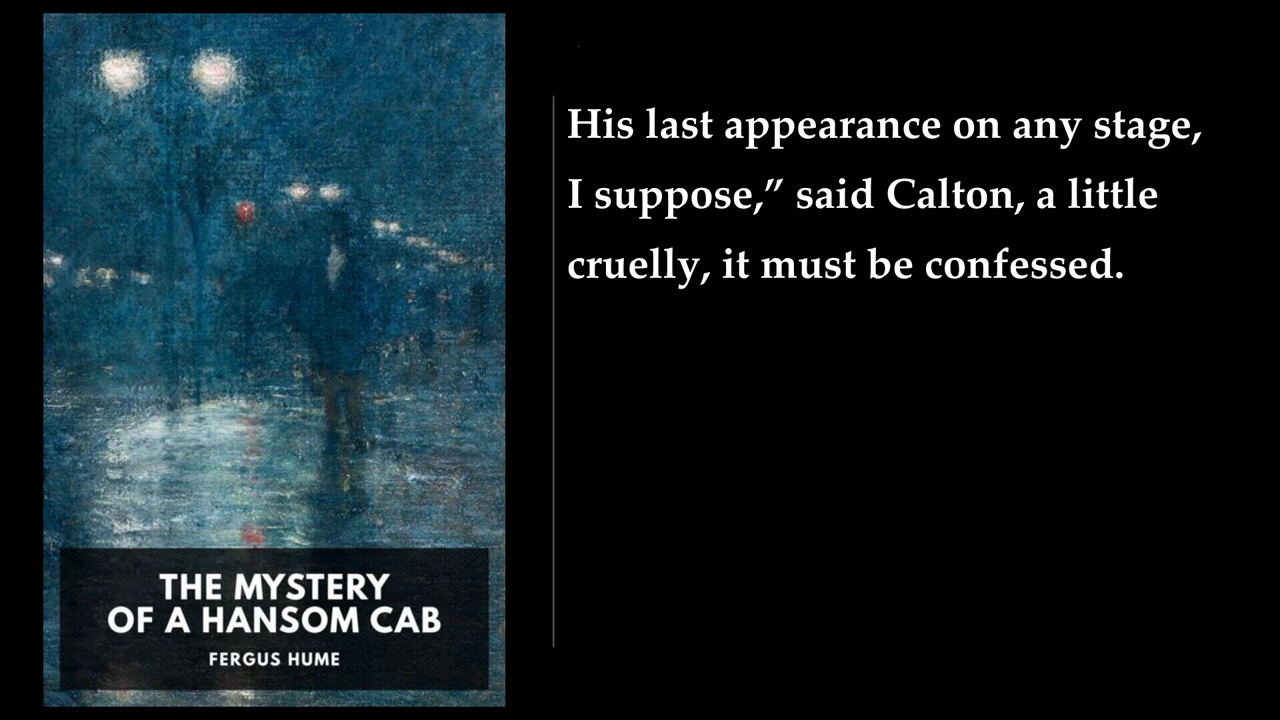 THE MYSTERY
OF A HANSOM CAB
FERGUS HUME
His last appearance on any stage,
I suppose,” said Calton, a little
cruelly, it must be confessed.